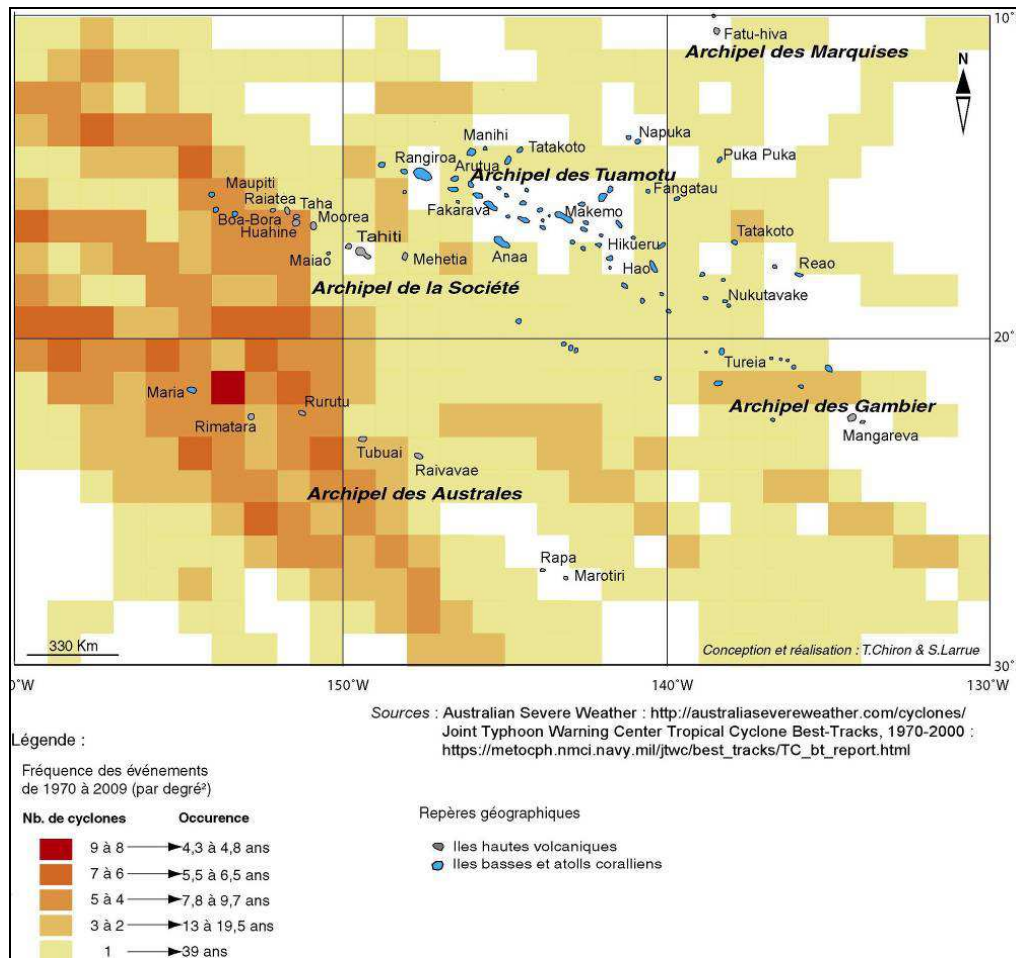 10°
Fatu-hiva
Archipel des Marquises
N
Napuka
Manihi
Tatakoto
Rangiroa
Arutua
Puka Puka
Archipel des Tuamotu
Maupiti
Raiatea
Taha
Fangatau
Boa-Bora
Moorea
Fakarava
Makemo
Huahine
Tahiti
Hikueru
Tatakoto
Maiao
Mehetia
Anaa
Hao
Reao
Archipel de la Société
Nukutavake
20°
Tureia
Maria
Rurutu
Archipel des Gambier
Rimatara
Mangareva
Tubuai
Raivavae
Archipel des Australes
Rapa
Marotiri
330 Km
Conception et réalisation : T.Chiron & S.Larrue
30°
0°W
150°W
140°W
130°W
Sources : Australian Severe Weather : http://australiasevereweather.com/cyclones/
Joint Typhoon Warning Center Tropical Cyclone Best-Tracks, 1970-2000 :
https://metocph.nmci.navy.mil/jtwc/best_tracks/TC_bt_report.html
Légende :
Fréquence des événements
de 1970 à 2009 (par degré²)
Nb. de cyclones Occurence
9 à 8 4,3 à 4,8 ans
7 à 6 5,5 à 6,5 ans
5 à 4 7,8 à 9,7 ans
3 à 2 13 à 19,5 ans
1 39 ans
Repères géographiques
Iles hautes volcaniques
Iles basses et atolls coralliens